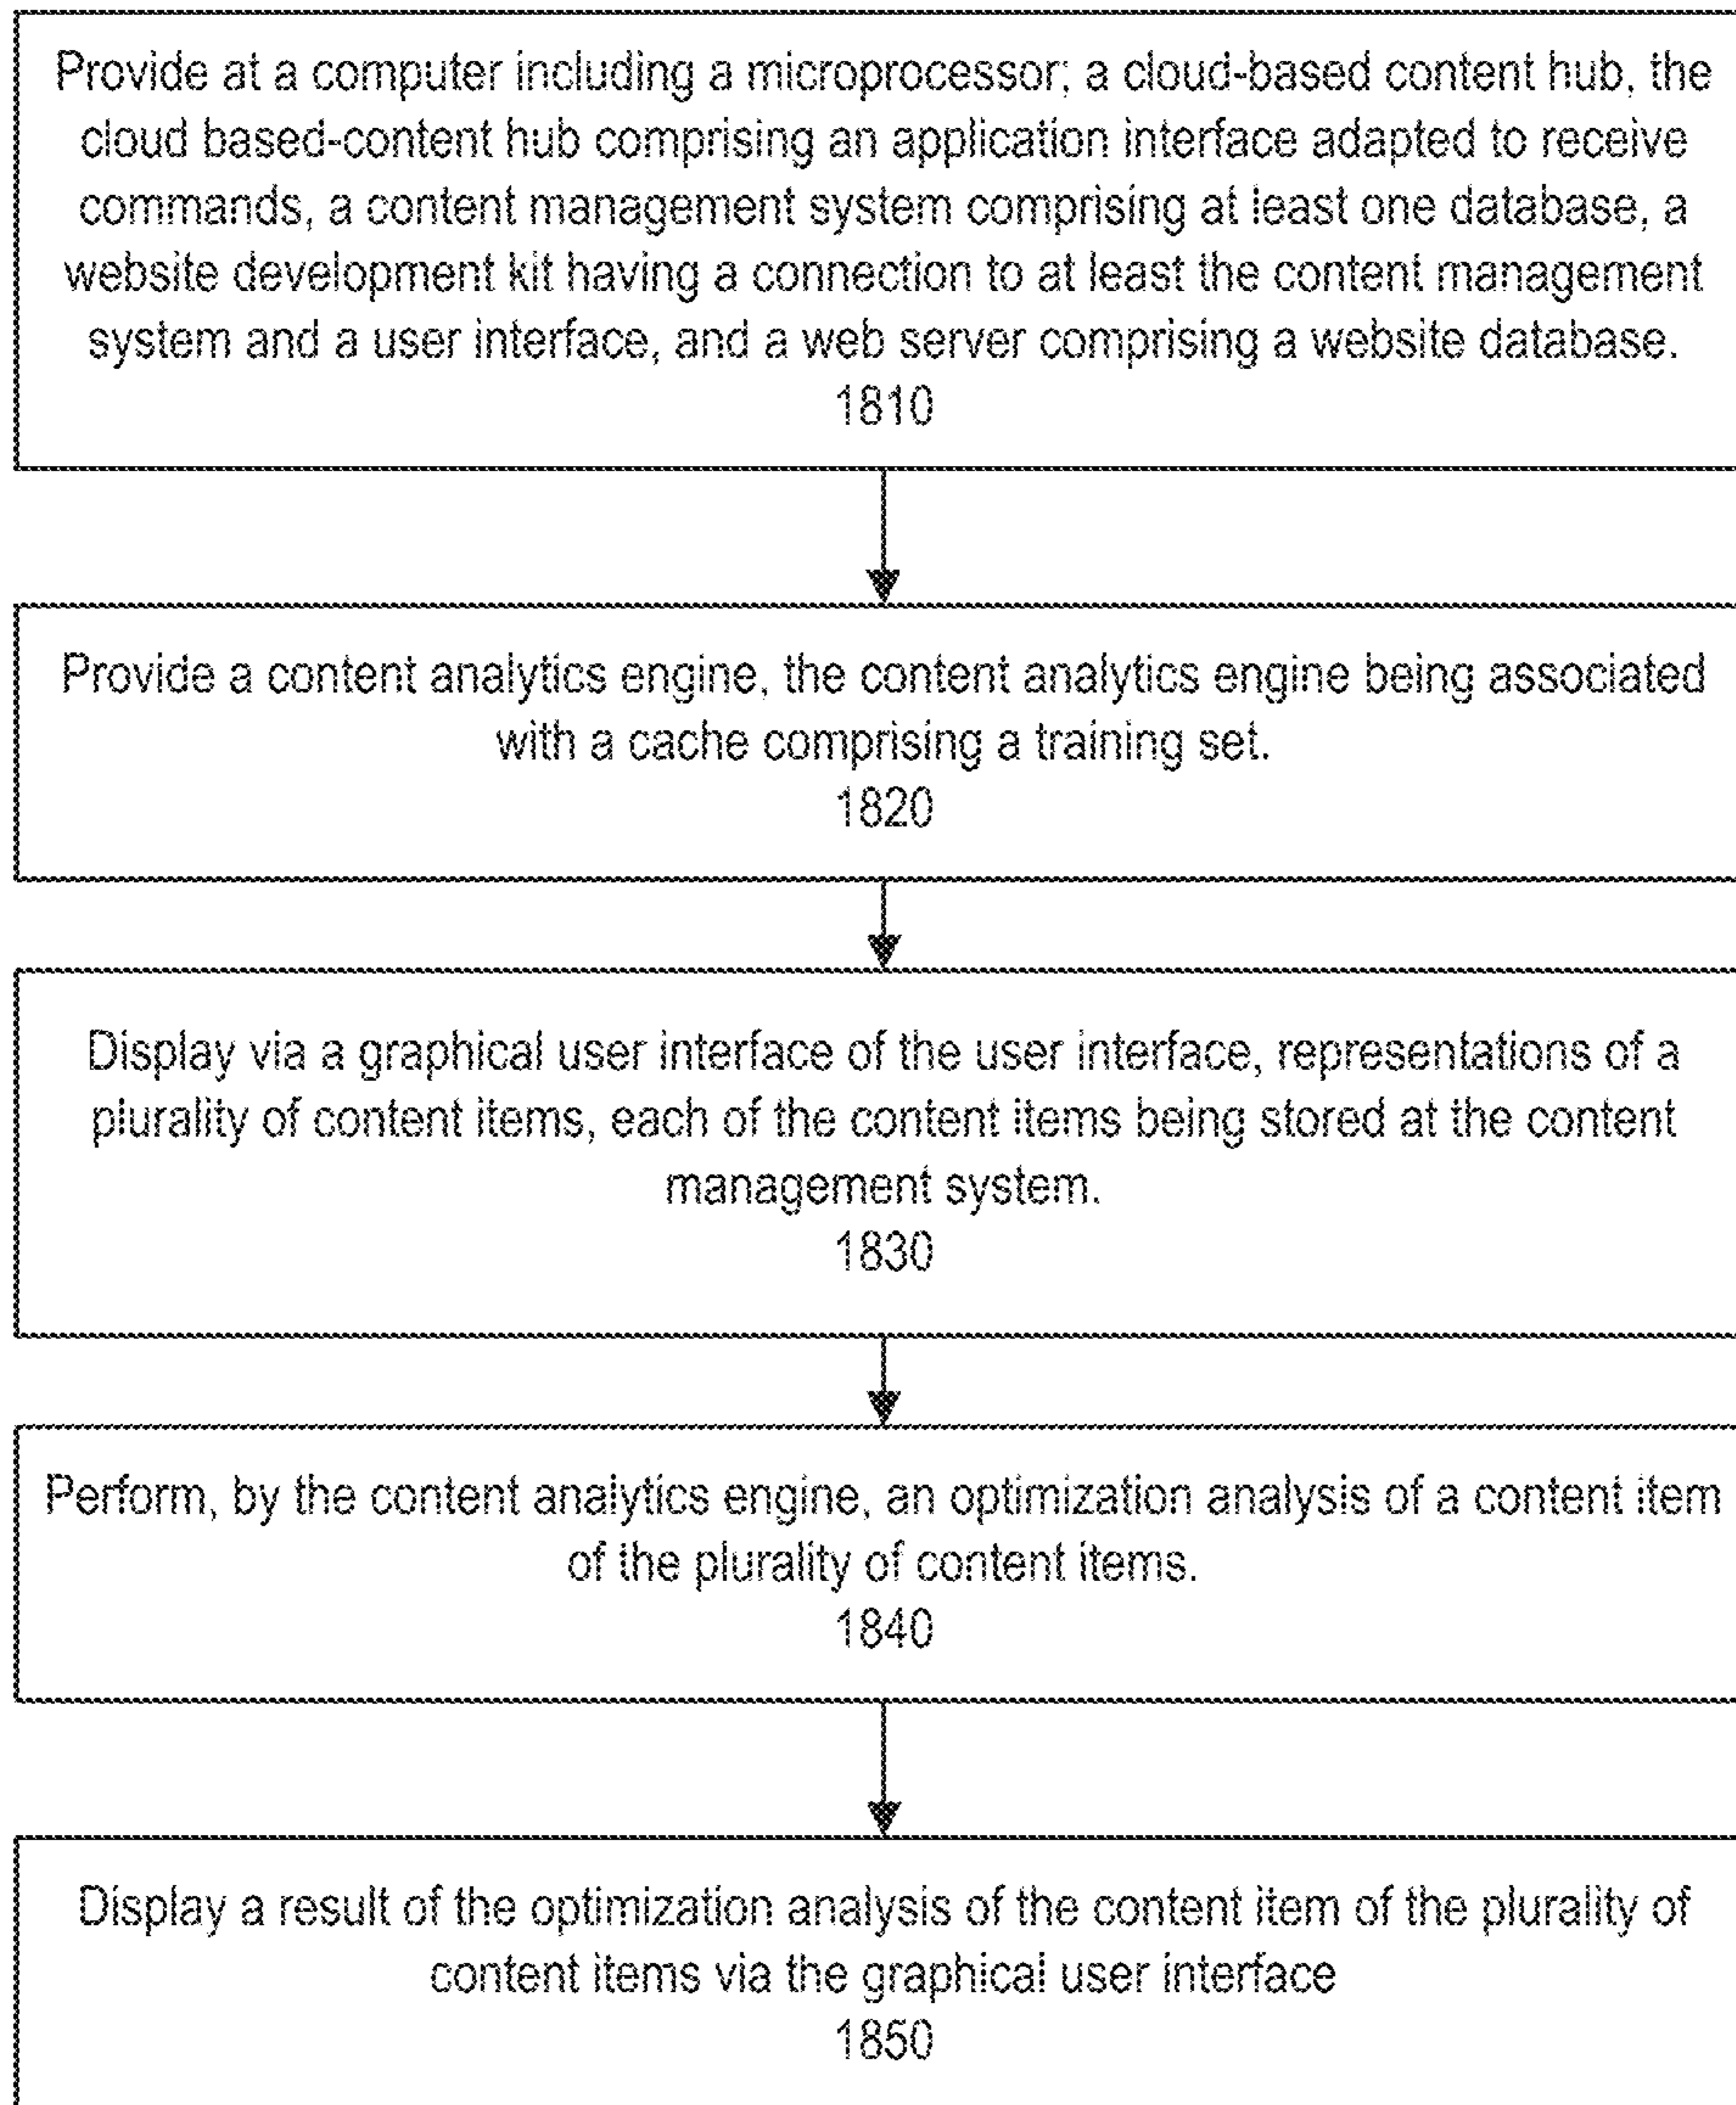 Provide at a computer including a microprocessor; a cloud-based content hub, the
cloud based-content hub comprising an application interface adapted to receive
commands, a content management system comprising at least one database, a
website development kit having a connection to at least the content management
system and a user interface, and a web server comprising a website database.
1810
Provide a content analytics engine, the content analytics engine being associated
with a cache comprising a training set.
1820
Display via a graphical user interface of the user interface, representations of a
plurality of content items, each of the content items being stored at the content
management system.
1830
Perform, by the content analytics engine, an optimization analysis of a content item
of the plurality of content items.
1840
Display a result of the optimization analysis of the content item of the plurality of
content items via the graphical user interface
1850